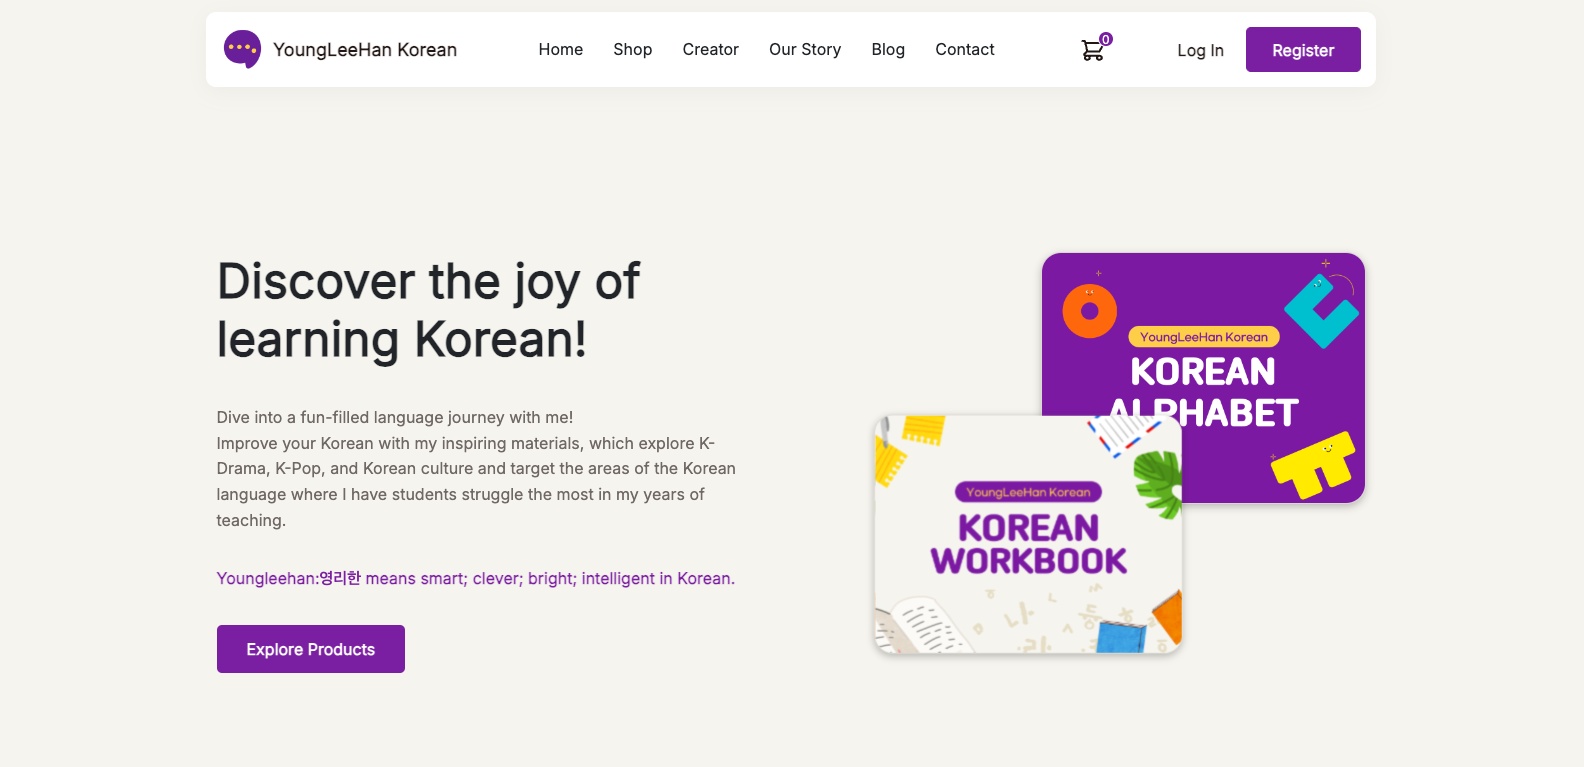 YoungLeeHan Korean
Home
Shop
Creator
Our Story
Blog
Contact
0
Log In
Register
Discover the joy of
learning Korean!
Dive into a fun-filled language journey with me!
Improve your Korean with my inspiring materials, which explore K-
Drama, K-Pop, and Korean culture and target the areas of the Korean
language where I have students struggle the most in my years of
teaching.
Youngleehan:영리한 means smart; clever; bright; intelligent in Korean.
Explore Products
YoungLeeHan Korean
KOREAN
ALPHABET
YoungLeeHan Korean
KOREAN
WORKBOOK